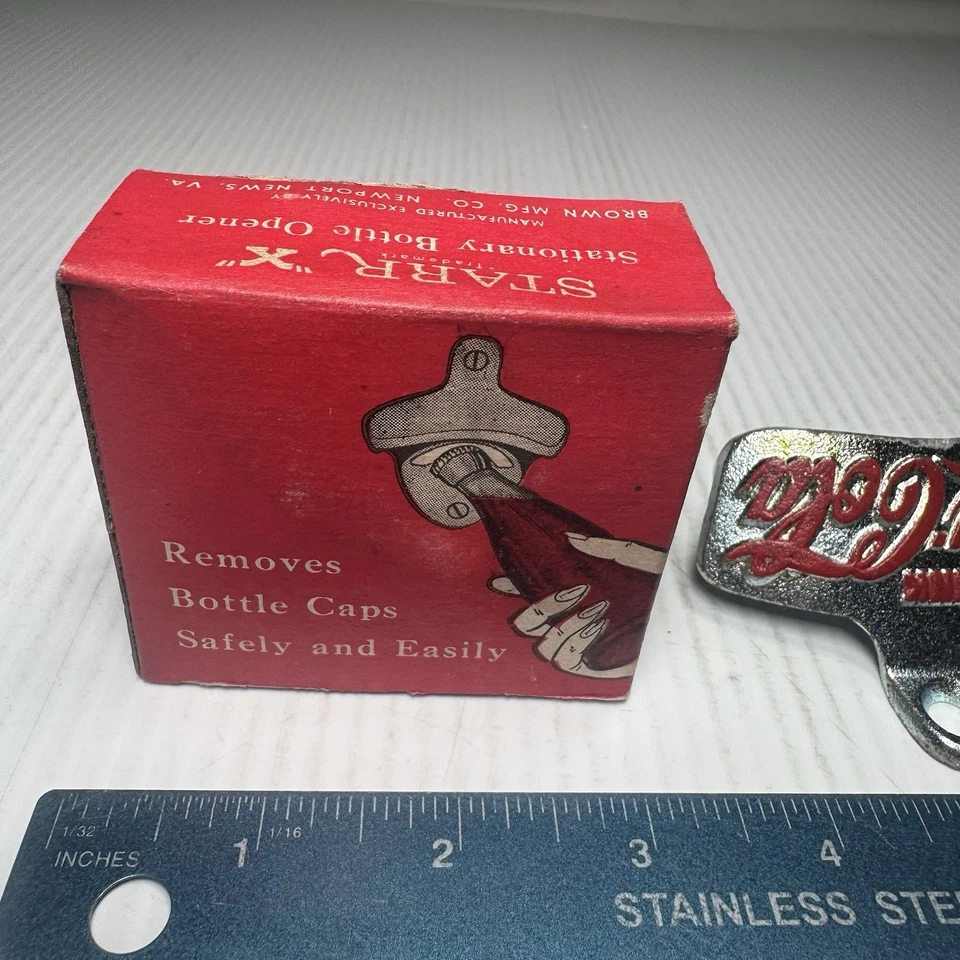 STARR "X"
Trademark
Stationary Bottle Opener
MANUFACTURED EXCLUSIVELY BY
BROWN MFG. CO. NEWPORT NEWS, VA.
Removes
Bottle Caps
Safely and Easily
Cola
1/32 1/16
INCHES 1 2 3 4
STAINLESS STE